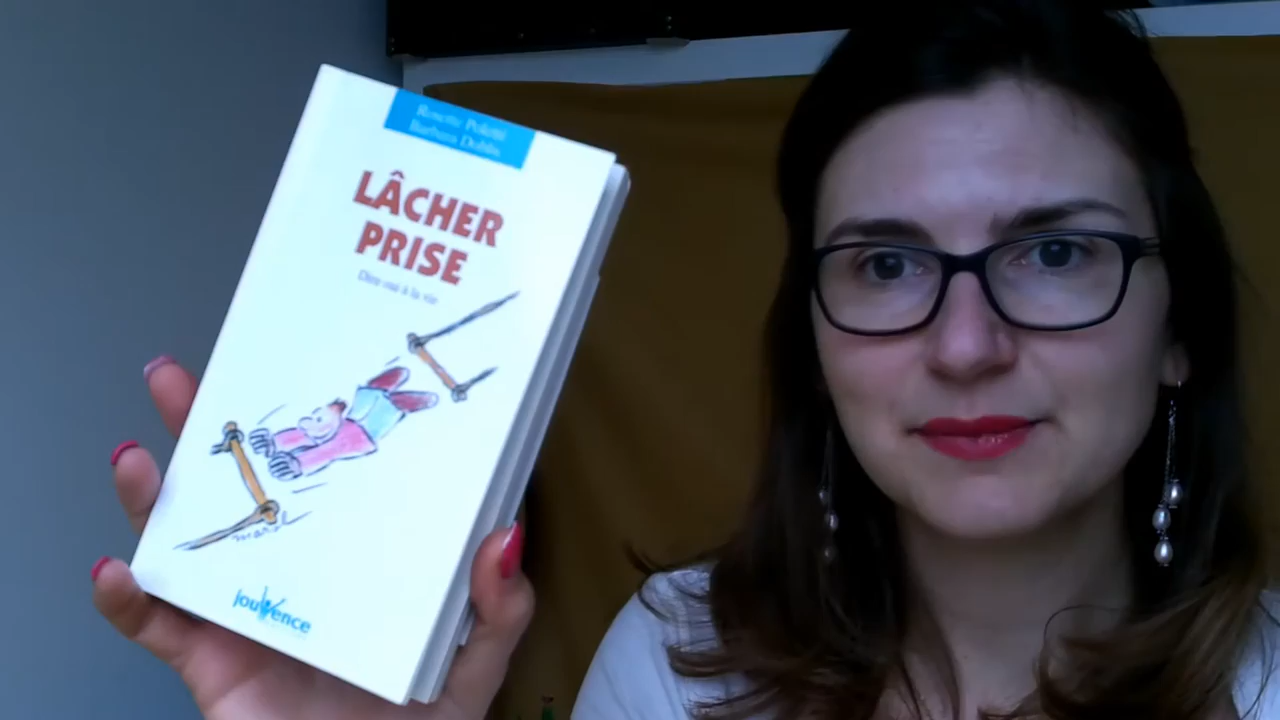 Rosette Poletti
Barbara Dobbs
LÂCHER
PRISE
Dire oui à la vie
jouvence